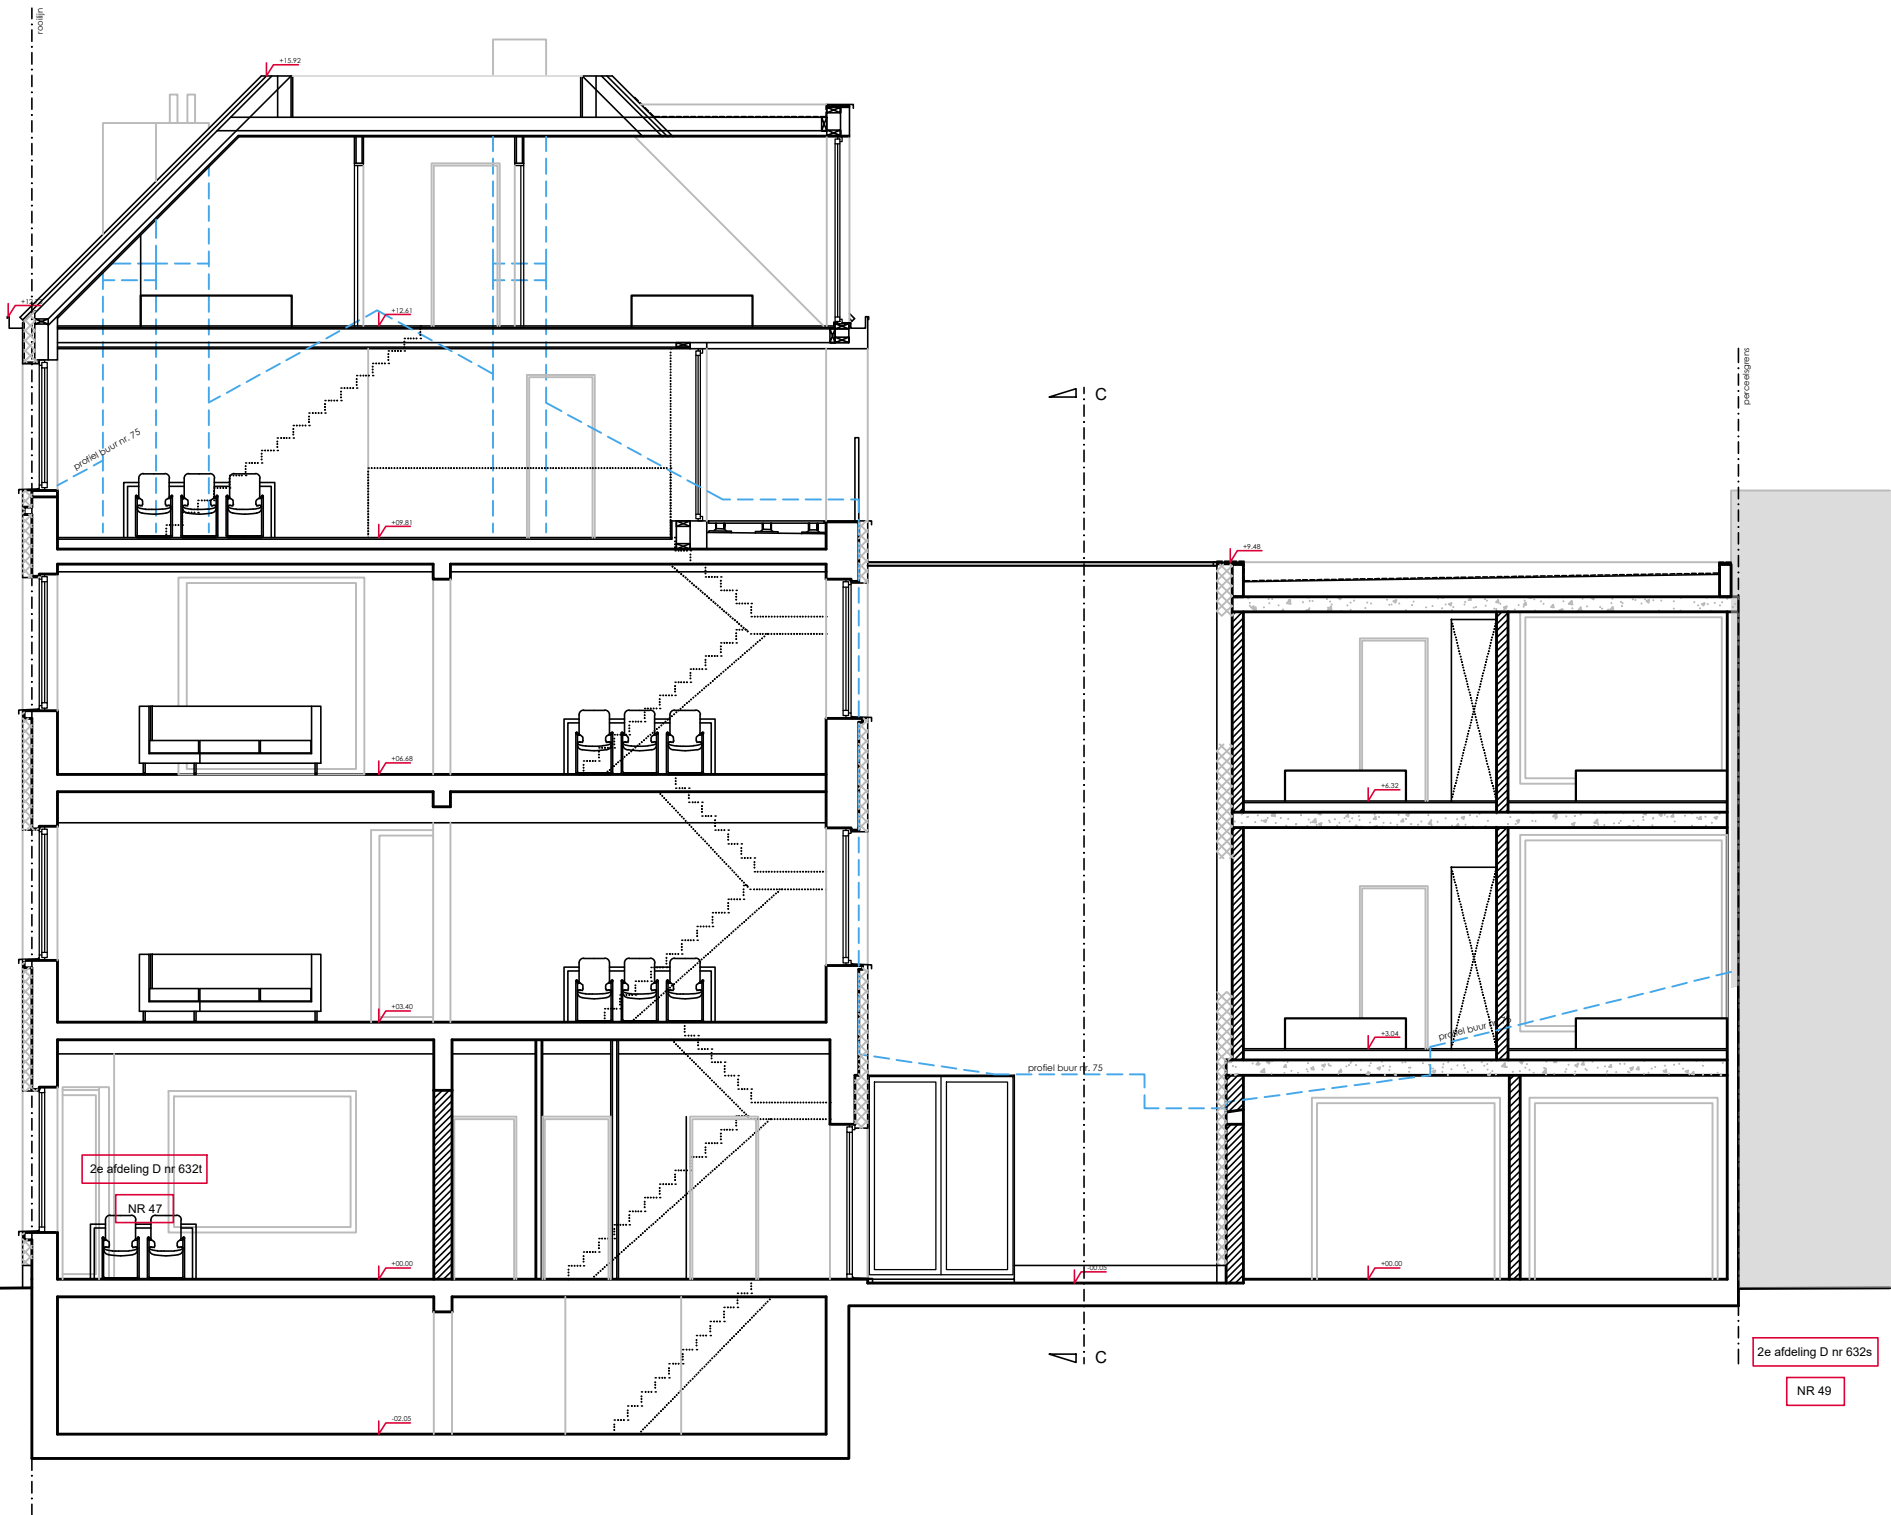 rooilijn
+15.92
+12.61
profiel buur nr. 75
+09.81
C
perceelsgrens
+9.48
+06.68
+6.32
+03.40
+3.04
profiel buur nr. 75
profiel buur nr.
2e afdeling D nr 632t
NR 47
+00.00
-00.05
+00.00
C
2e afdeling D nr 632s
NR 49
-02.05